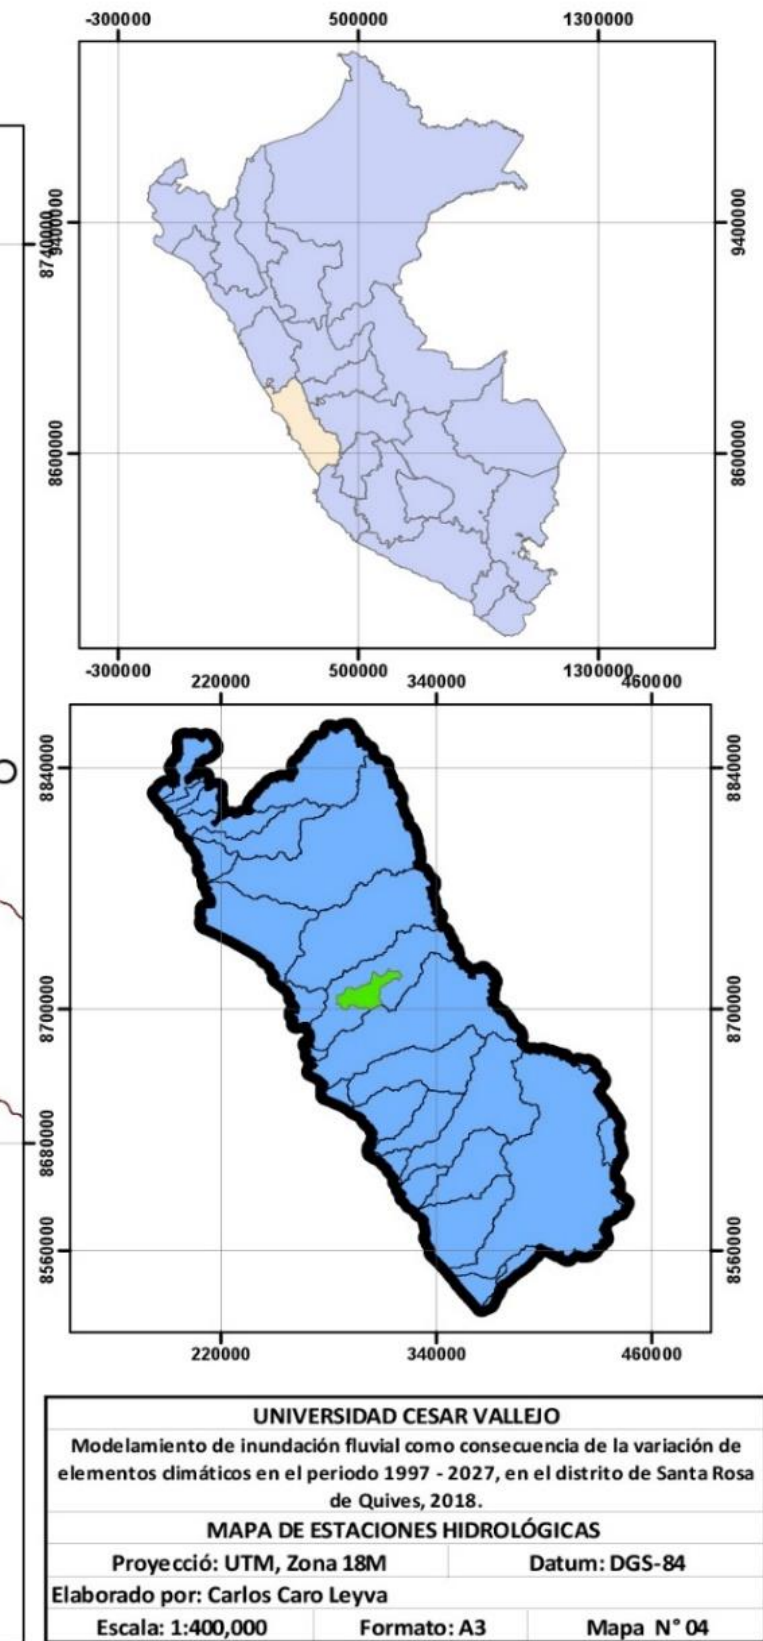 -300000 500000 1300000
8740000
9400000 9400000
8600000 8600000
-300000 500000 1300000
220000 340000 460000
8840000 8840000
8700000 8700000
8680000
8560000 8560000
220000 340000 460000
UNIVERSIDAD CESAR VALLEJO
Modelamiento de inundación fluvial como consecuencia de la variación de
elementos climáticos en el periodo 1997 - 2027, en el distrito de Santa Rosa
de Quives, 2018.
MAPA DE ESTACIONES HIDROLÓGICAS
Proyecció: UTM, Zona 18M Datum: DGS-84
Elaborado por: Carlos Caro Leyva
Escala: 1:400,000 Formato: A3 Mapa N° 04